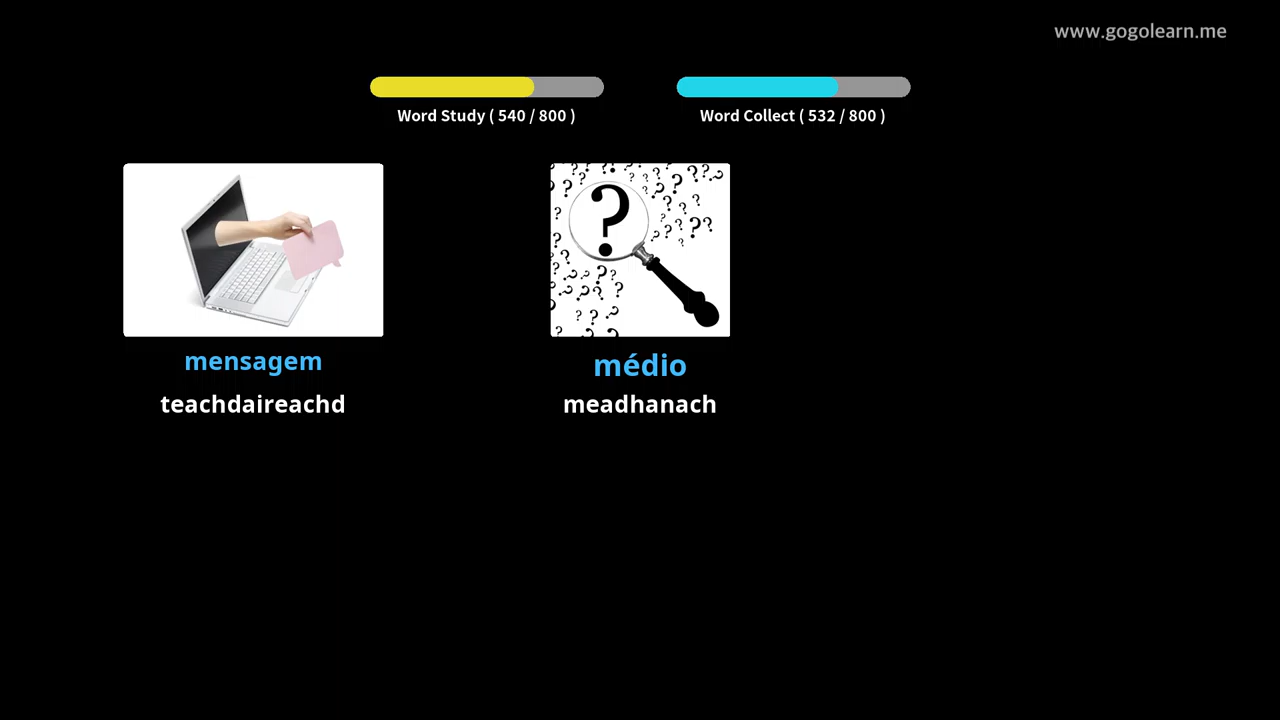 www.gogolearn.me
Word Study ( 540 / 800 )
Word Collect ( 532 / 800 )
mensagem
teachdaireachd
médio
meadhanach